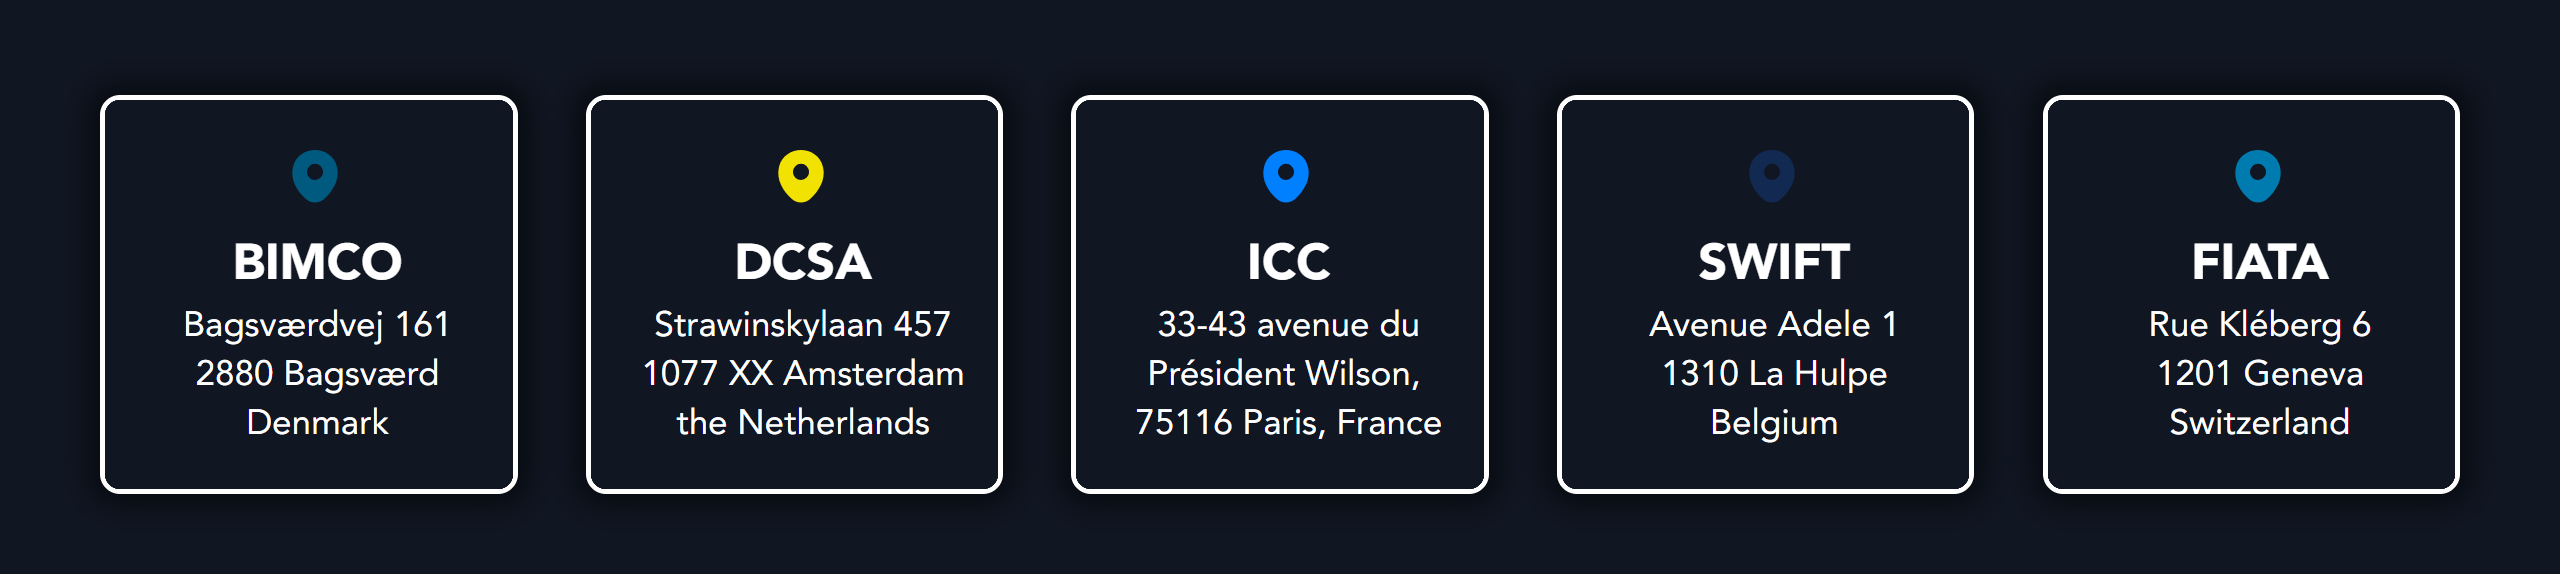 BIMCO
Bagsværdvej 161
2880 Bagsværd
Denmark
DCSA
Strawinskylaan 457
1077 XX Amsterdam
the Netherlands
ICC
33-43 avenue du
Président Wilson,
75116 Paris, France
SWIFT
Avenue Adele 1
1310 La Hulpe
Belgium
FIATA
Rue Kléberg 6
1201 Geneva
Switzerland